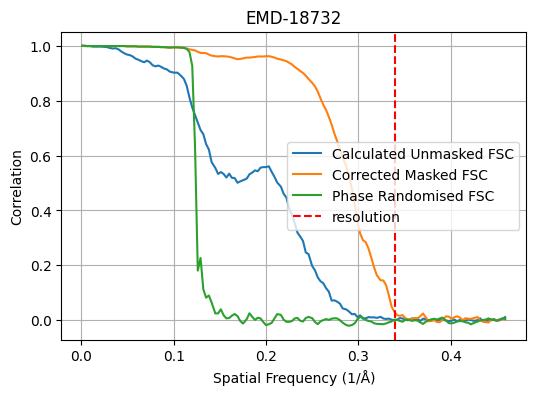 EMD-18732
1.0
0.8
0.6
0.4
0.2
0.0
Correlation
Calculated Unmasked FSC
Corrected Masked FSC
Phase Randomised FSC
resolution
0.0 0.1 0.2 0.3 0.4
Spatial Frequency (1/Å)